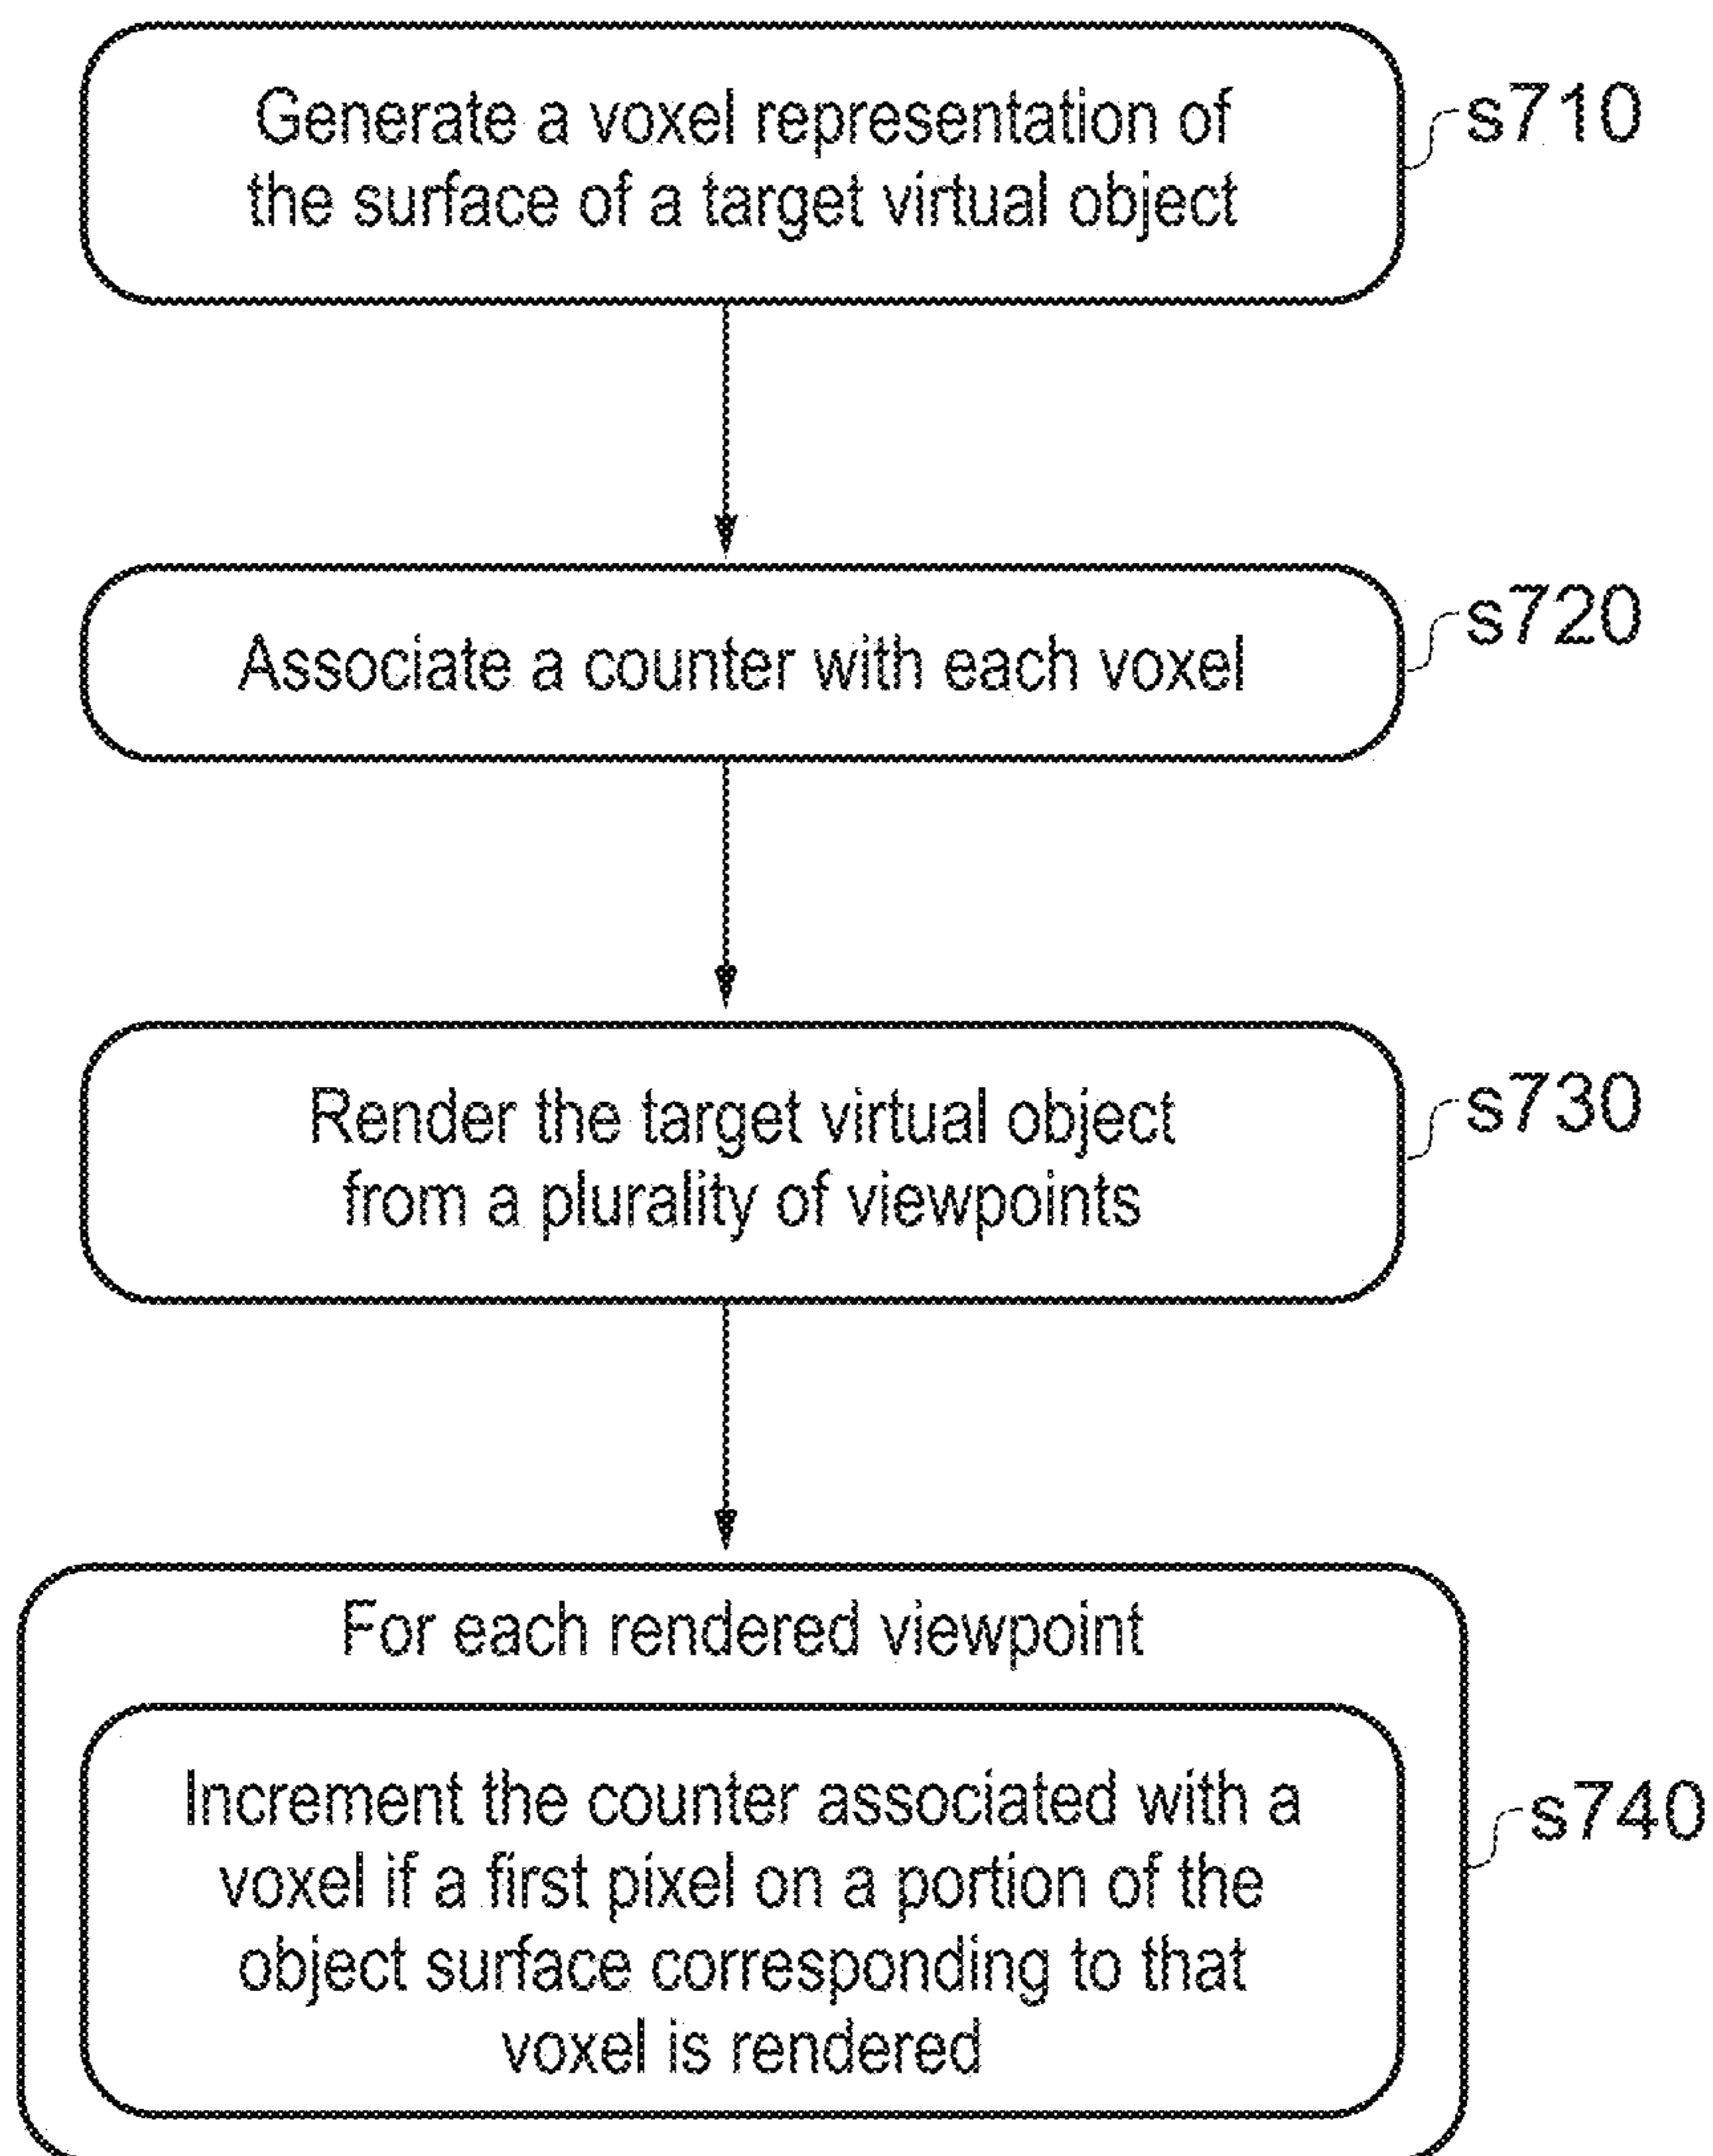 Generate a voxel representation of
the surface of a target virtual object
s710
Associate a counter with each voxel
s720
Render the target virtual object
from a plurality of viewpoints
s730
For each rendered viewpoint
Increment the counter associated with a
voxel if a first pixel on a portion of the
object surface corresponding to that
voxel is rendered
s740